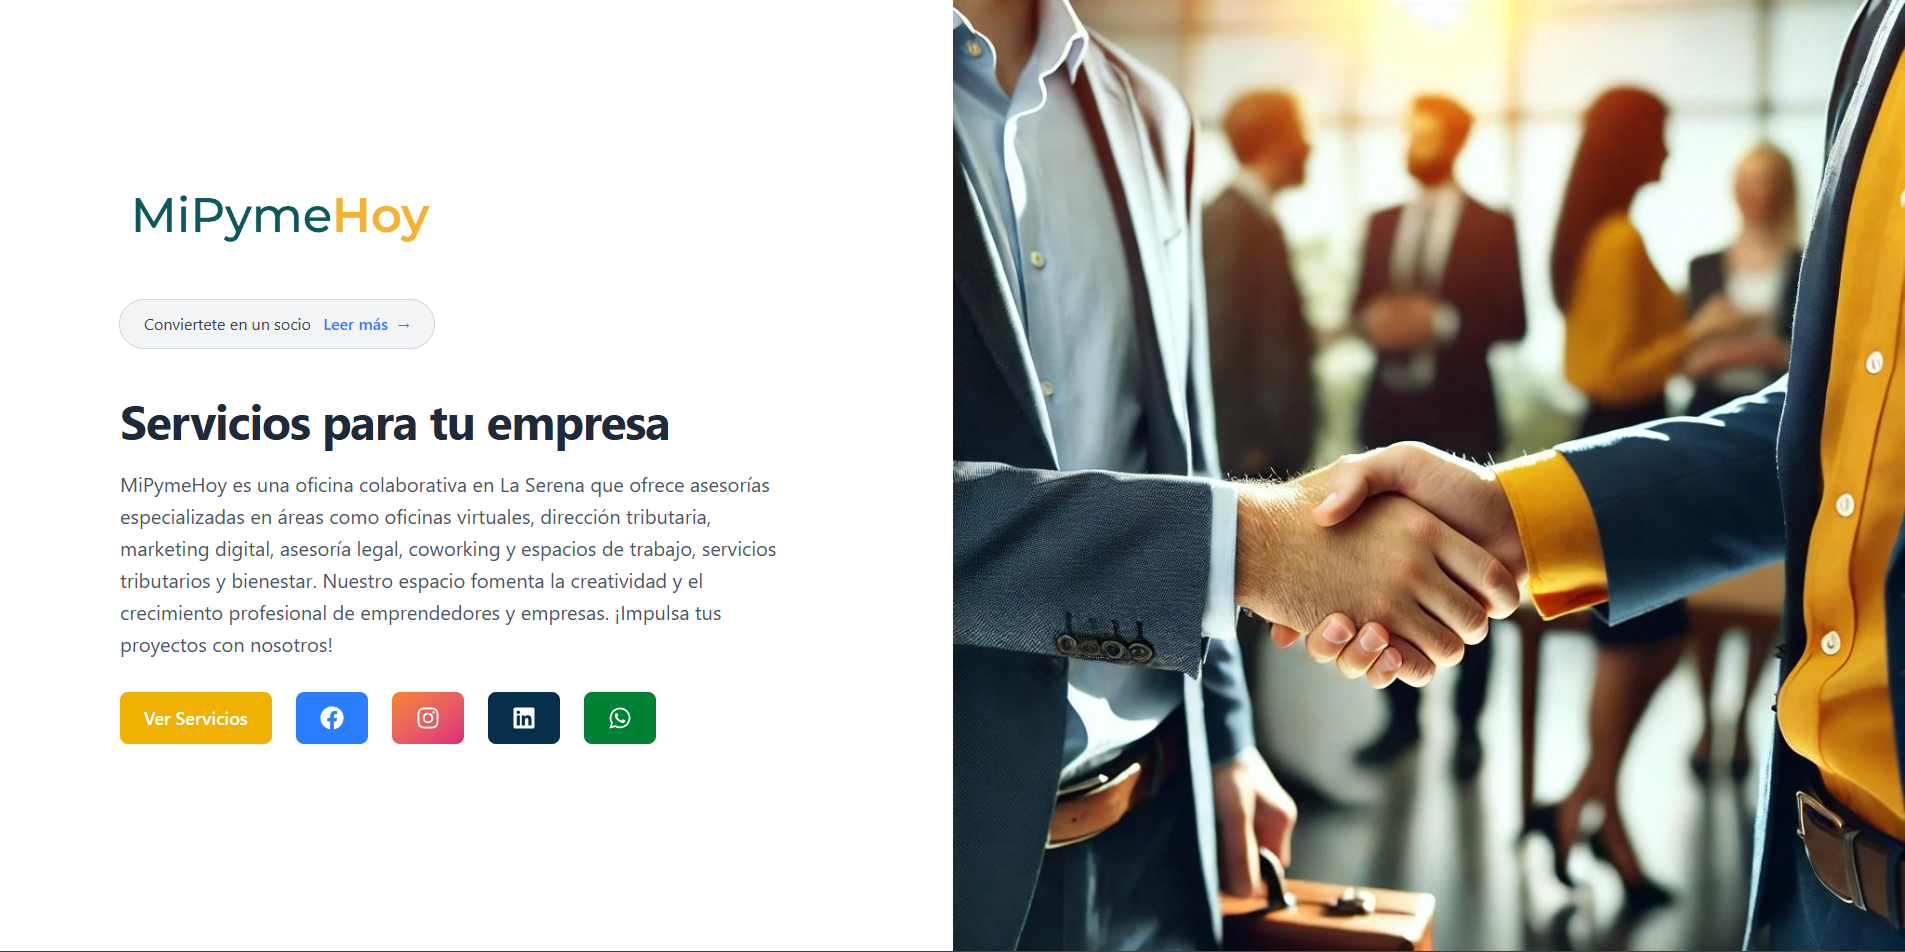 MiPymeHoy
Conviertete en un socio Leer más →
Servicios para tu empresa
MiPymeHoy es una oficina colaborativa en La Serena que ofrece asesorías
especializadas en áreas como oficinas virtuales, dirección tributaria,
marketing digital, asesoría legal, coworking y espacios de trabajo, servicios
tributarios y bienestar. Nuestro espacio fomenta la creatividad y el
crecimiento profesional de emprendedores y empresas. ¡Impulsa tus
proyectos con nosotros!
Ver Servicios